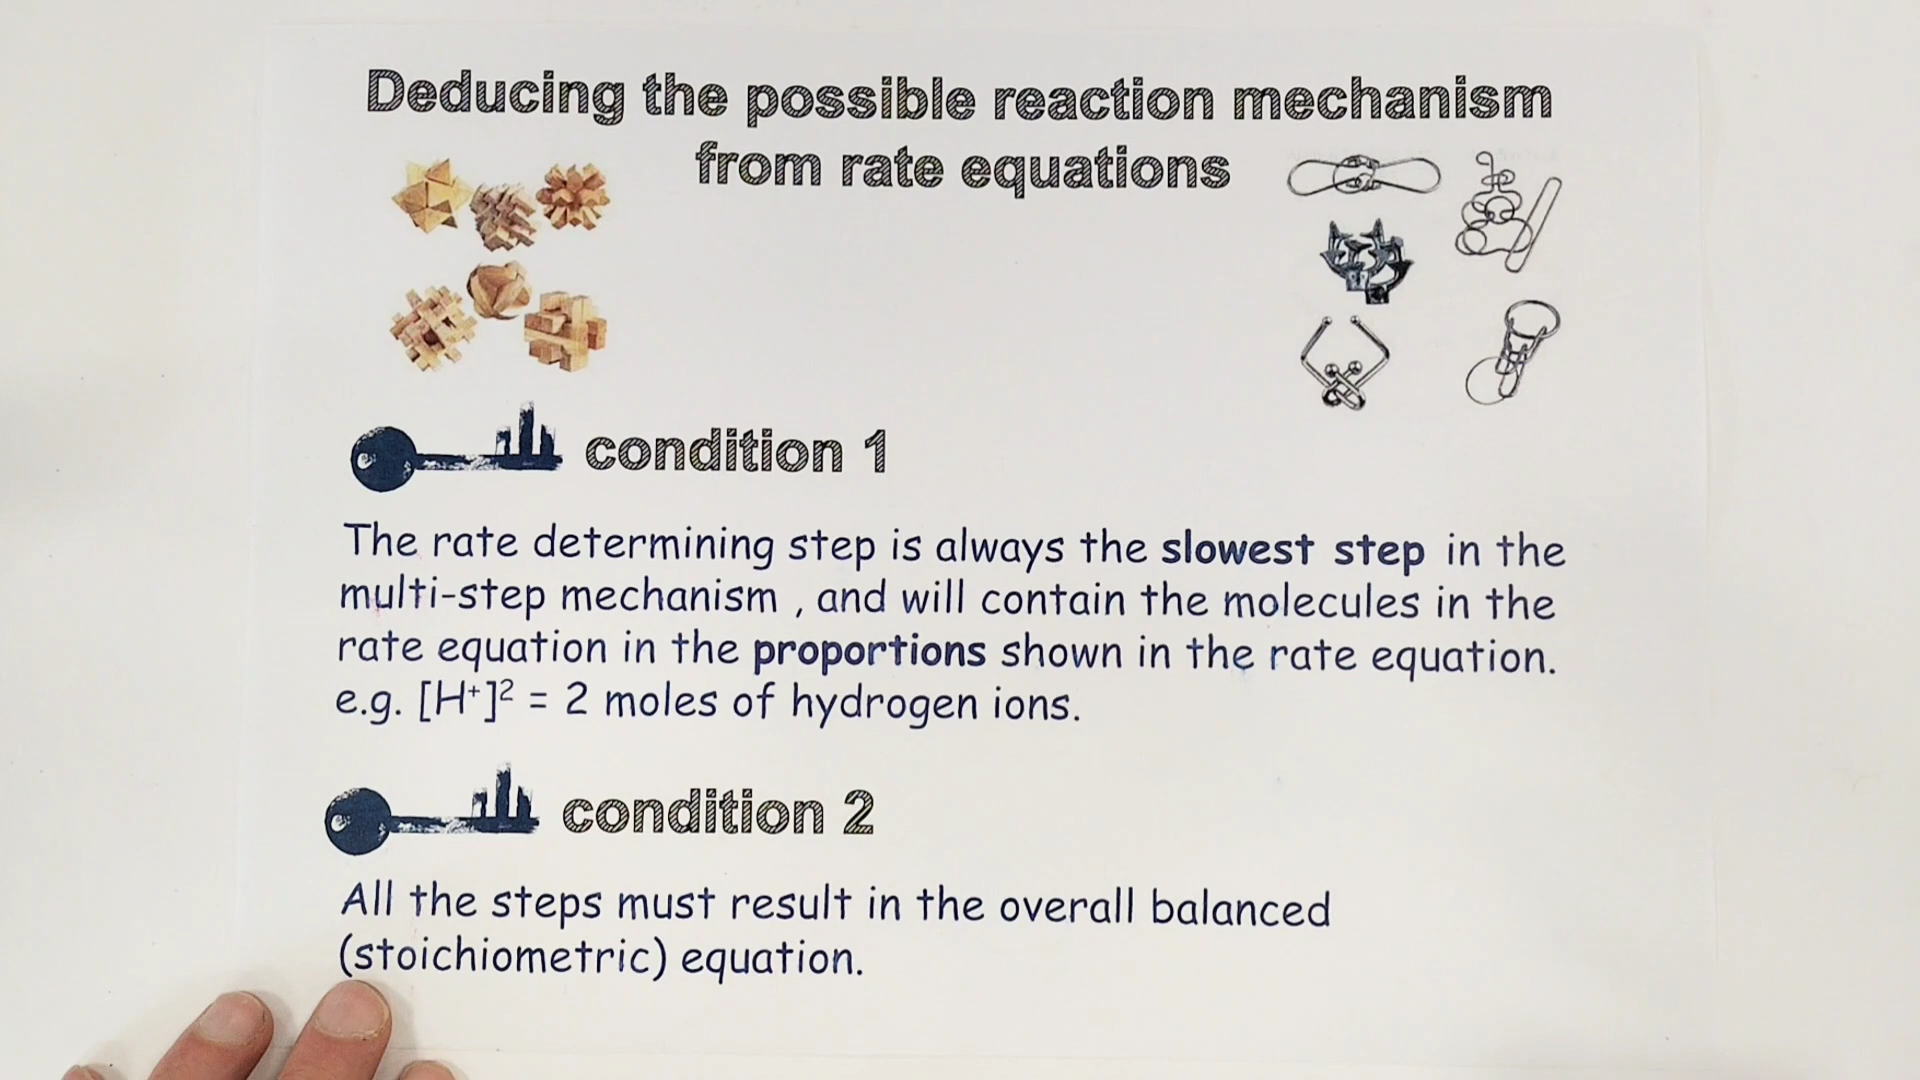 Deducing the possible reaction mechanism
from rate equations
condition 1
The rate determining step is always the slowest step in the
multi-step mechanism , and will contain the molecules in the
rate equation in the proportions shown in the rate equation.
e.g. [H⁺]² = 2 moles of hydrogen ions.
condition 2
All the steps must result in the overall balanced
(stoichiometric) equation.